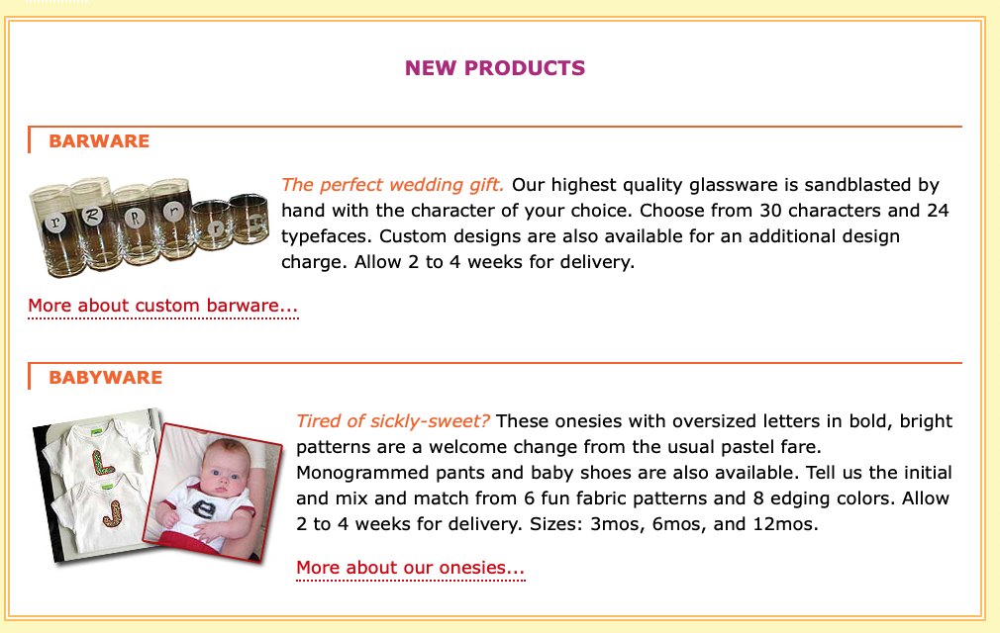 NEW PRODUCTS
BARWARE
r R R r r R
The perfect wedding gift. Our highest quality glassware is sandblasted by
hand with the character of your choice. Choose from 30 characters and 24
typefaces. Custom designs are also available for an additional design
charge. Allow 2 to 4 weeks for delivery.
More about custom barware...
BABYWARE
L
J
e
Tired of sickly-sweet? These onesies with oversized letters in bold, bright
patterns are a welcome change from the usual pastel fare.
Monogrammed pants and baby shoes are also available. Tell us the initial
and mix and match from 6 fun fabric patterns and 8 edging colors. Allow
2 to 4 weeks for delivery. Sizes: 3mos, 6mos, and 12mos.
More about our onesies...